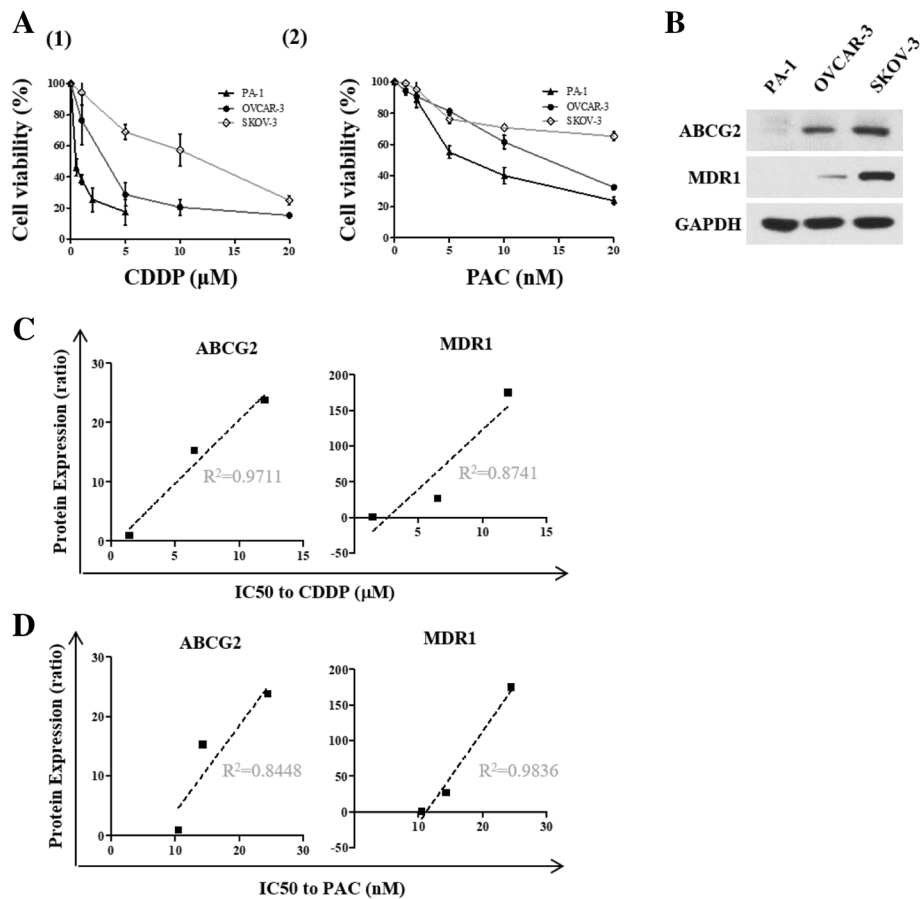 A
(1)
Cell viability (%)
100
80
60
40
20
0
0
5
10
15
20
PA-1
OVCAR-3
SKOV-3
CDDP (μM)
(2)
Cell viability (%)
100
80
60
40
20
0
0
5
10
15
20
PA-1
OVCAR-3
SKOV-3
PAC (nM)
B
PA-1
OVCAR-3
SKOV-3
ABCG2
MDR1
GAPDH
C
Protein Expression (ratio)
ABCG2
30
20
10
0
0
5
10
15
R²=0.9711
MDR1
200
150
100
50
0
-50
5
10
15
R²=0.8741
IC50 to CDDP (μM)
D
Protein Expression (ratio)
ABCG2
30
20
10
0
0
10
20
30
R²=0.8448
MDR1
200
150
100
50
0
-50
10
20
30
R²=0.9836
IC50 to PAC (nM)